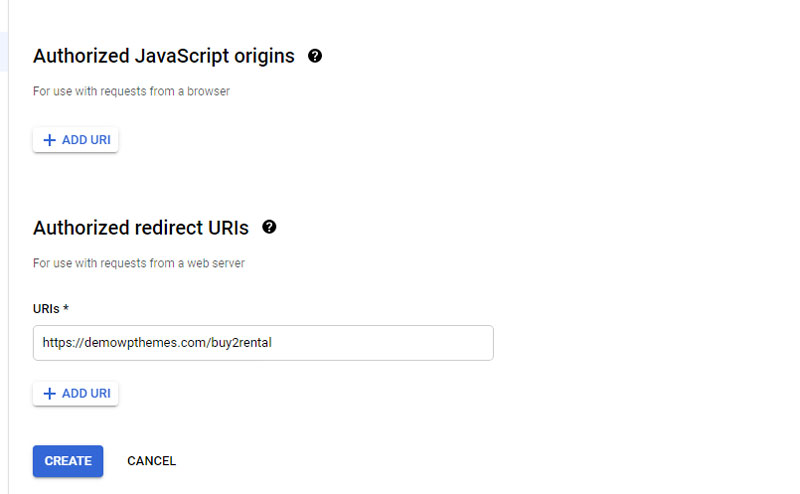 Authorized JavaScript origins
For use with requests from a browser
ADD URI
Authorized redirect URIs
For use with requests from a web server
URIs *
https://demowpthemes.com/buy2rental
ADD URI
CREATE CANCEL